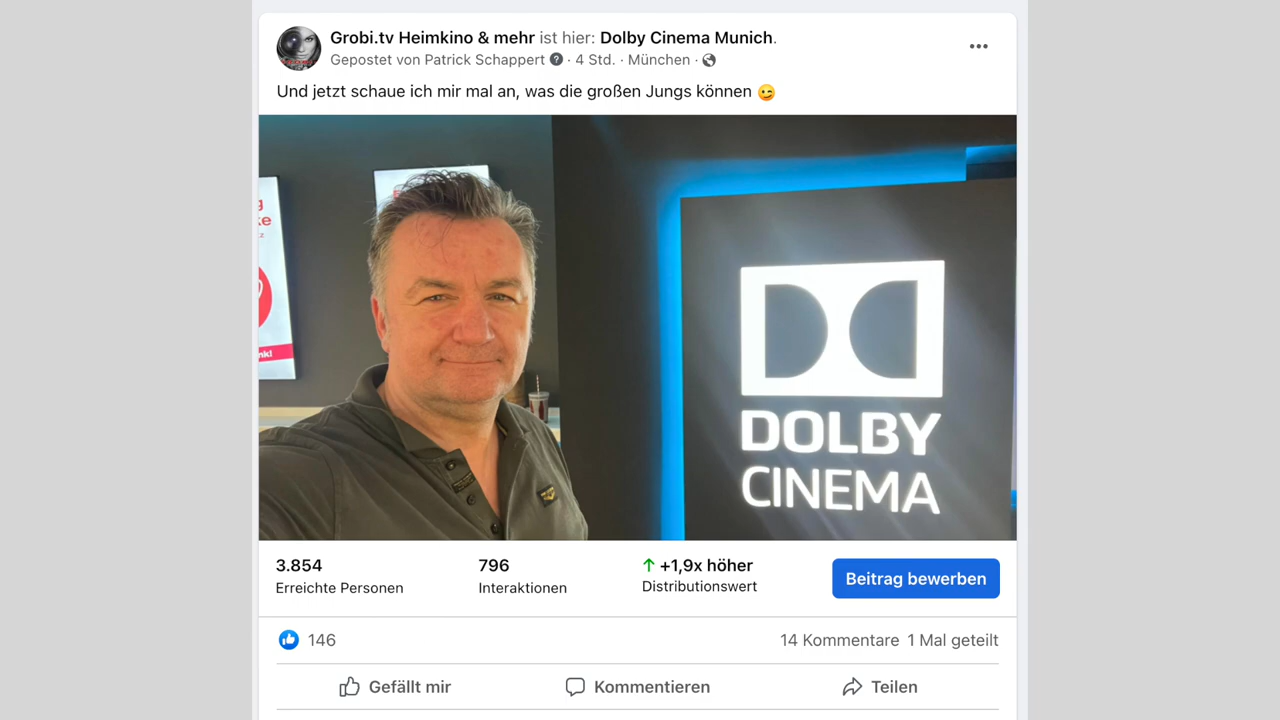 Grobi.tv Heimkino & mehr ist hier: Dolby Cinema Munich.
Gepostet von Patrick Schappert · 4 Std. · München ·
Und jetzt schaue ich mir mal an, was die großen Jungs können 😉
DOLBY
CINEMA
3.854
Erreichte Personen
796
Interaktionen
+1,9x höher
Distributionswert
Beitrag bewerben
146
14 Kommentare 1 Mal geteilt
Gefällt mir
Kommentieren
Teilen